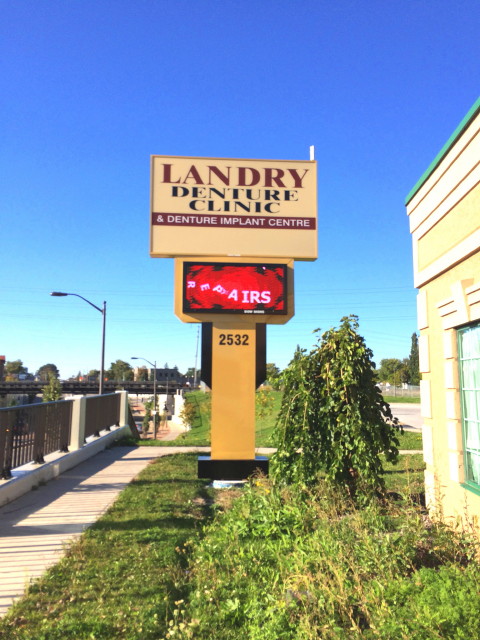 LANDRY
DENTURE
CLINIC
& DENTURE IMPLANT CENTRE
REPAIRS
2532